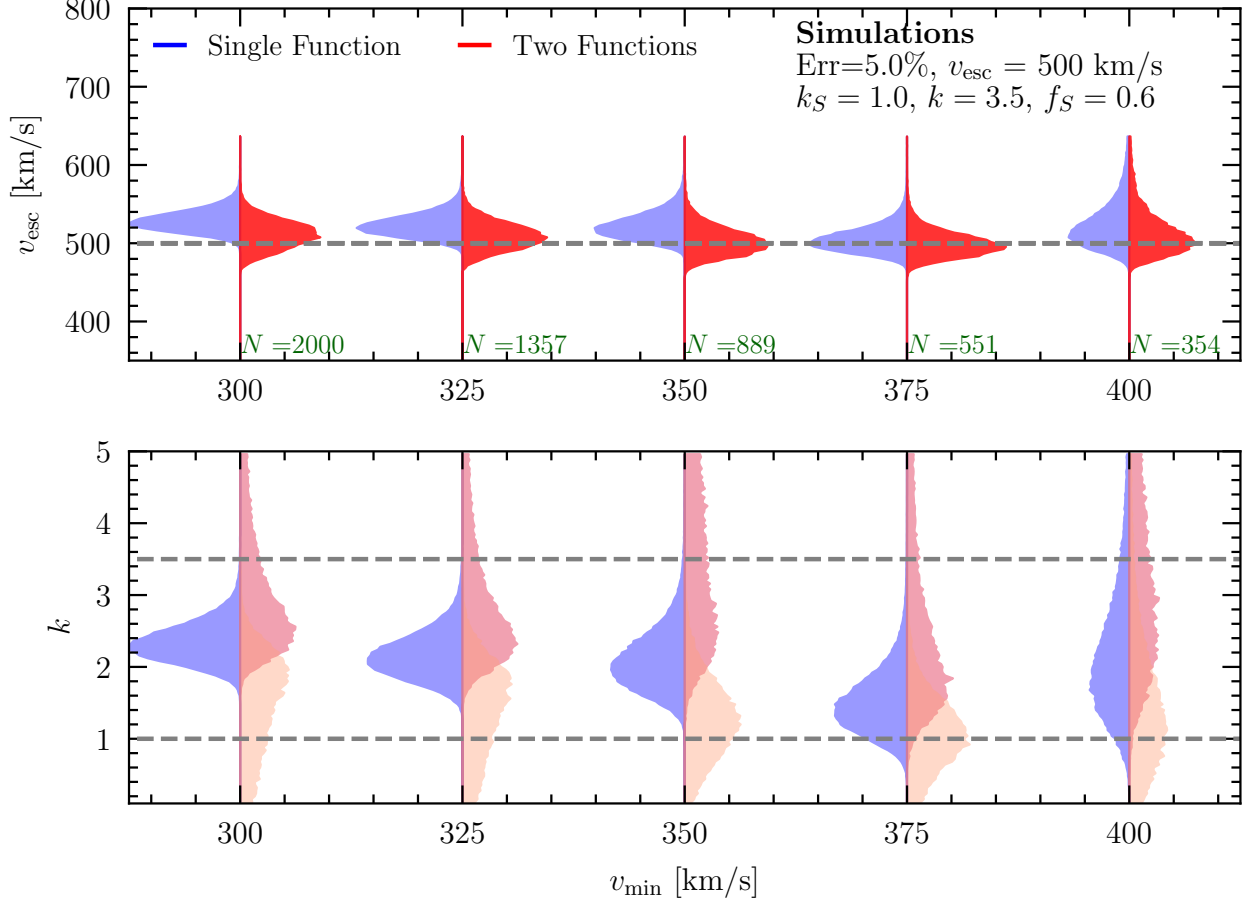 Single Function
Two Functions
Simulations
Err=5.0%, v_esc = 500 km/s
k_S = 1.0, k = 3.5, f_S = 0.6
v_esc [km/s]
800
700
600
500
400
N =2000
N =1357
N =889
N =551
N =354
300
325
350
375
400
k
5
4
3
2
1
300
325
350
375
400
v_min [km/s]